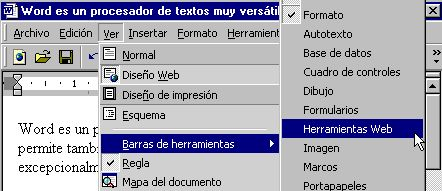 Word es un procesador de textos muy versáti
Archivo Edición Ver Insertar Formato Herramient
Normal
Diseño Web
Diseño de impresión
Esquema
Barras de herramientas
Regla
Mapa del documento
Formato
Autotexto
Base de datos
Cuadro de controles
Dibujo
Formularios
Herramientas Web
Imagen
Marcos
Portapapeles
1
Word es un p
permite tamb
excepcionalm